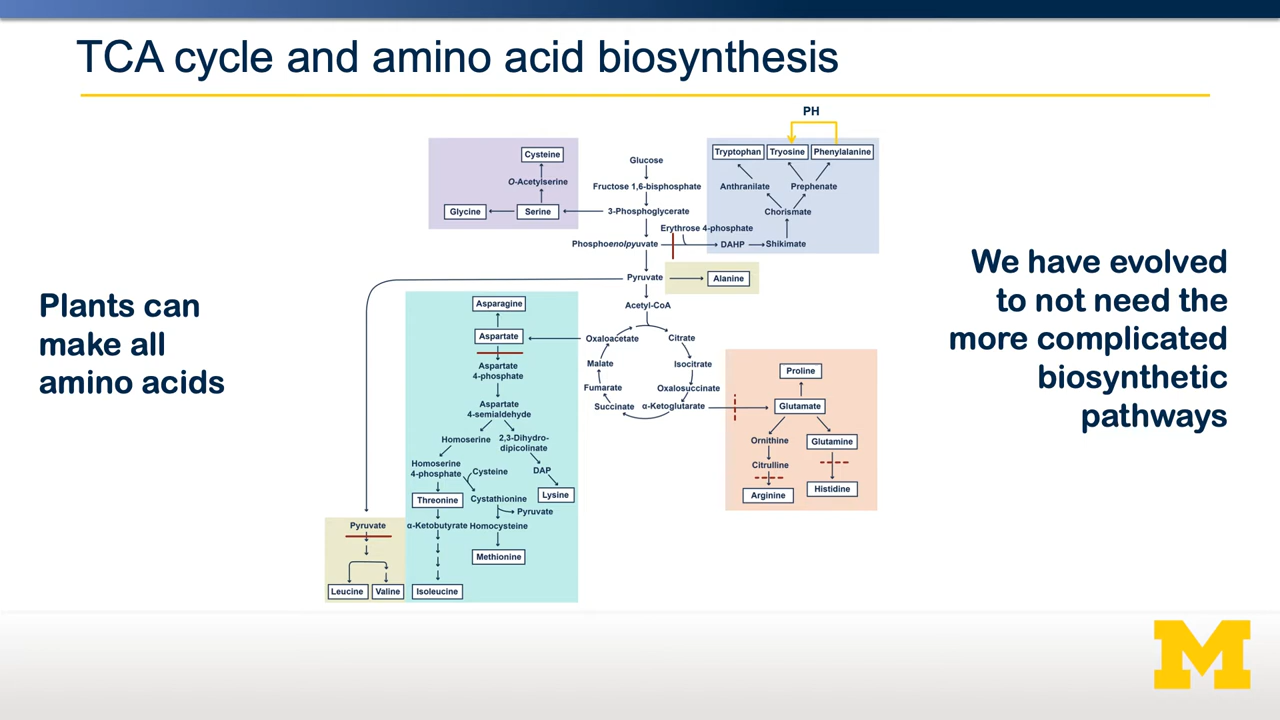 TCA cycle and amino acid biosynthesis
PH
Cysteine
O-Acetylserine
Glycine
Serine
Glucose
Fructose 1,6-bisphosphate
3-Phosphoglycerate
Phosphoenolpyuvate
Erythrose 4-phosphate
DAHP
Shikimate
Chorismate
Anthranilate
Prephenate
Tryptophan
Tryosine
Phenylalanine
Pyruvate
Alanine
Acetyl-CoA
Oxaloacetate
Citrate
Malate
Isocitrate
Fumarate
Oxalosuccinate
Succinate
α-Ketoglutarate
Plants can
make all
amino acids
Asparagine
Aspartate
Aspartate
4-phosphate
Aspartate
4-semialdehyde
Homoserine
2,3-Dihydro-
dipicolinate
Homoserine
4-phosphate
Cysteine
DAP
Threonine
Cystathionine
Lysine
Pyruvate
α-Ketobutyrate
Homocysteine
Methionine
Isoleucine
Pyruvate
Leucine
Valine
Proline
Glutamate
Ornithine
Glutamine
Citrulline
Arginine
Histidine
We have evolved
to not need the
more complicated
biosynthetic
pathways
M